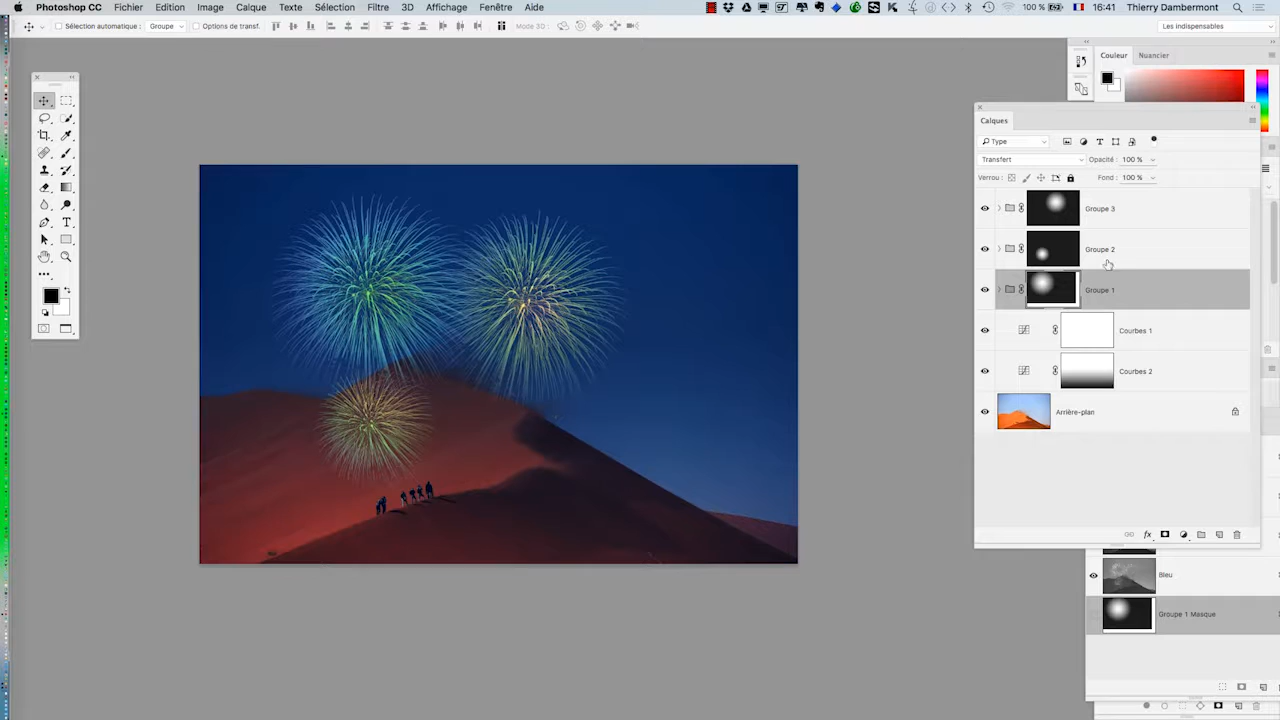 Photoshop CC Fichier Edition Image Calque Texte Sélection Filtre 3D Affichage Fenêtre Aide 100 % 16:41 Thierry Dambermont
Sélection automatique : Groupe Options de transf. Mode 3D : Les indispensables
Couleur Nuancier
Calques
Type
Transfert Opacité : 100 %
Verrou : Fond : 100 %
Groupe 3
Groupe 2
Groupe 1
Courbes 1
Courbes 2
Arrière-plan
fx
Bleu
Groupe 1 Masque